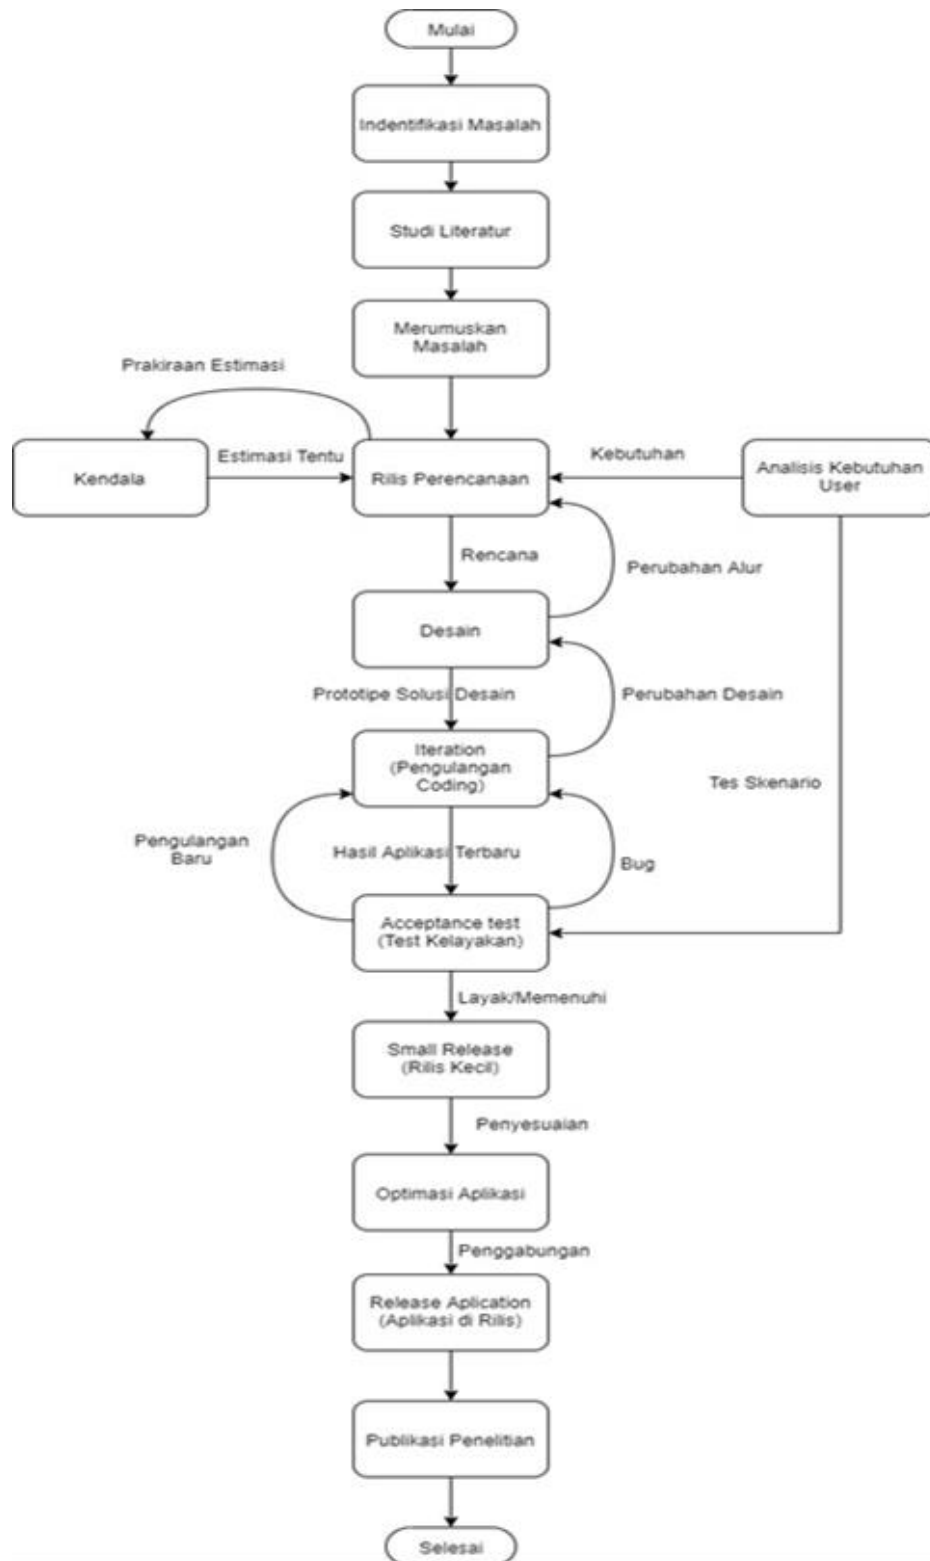 Mulai
Indentifikasi Masalah
Studi Literatur
Merumuskan
Masalah
Prakiraan Estimasi
Kendala
Estimasi Tentu
Rilis Perencanaan
Kebutuhan
Analisis Kebutuhan
User
Rencana
Perubahan Alur
Desain
Prototipe Solusi Desain
Perubahan Desain
Iteration
(Pengulangan
Coding)
Tes Skenario
Pengulangan
Baru
Hasil Aplikasi Terbaru
Bug
Acceptance test
(Test Kelayakan)
Layak/Memenuhi
Small Release
(Rilis Kecil)
Penyesuaian
Optimasi Aplikasi
Penggabungan
Release Aplication
(Aplikasi di Rilis)
Publikasi Penelitian
Selesai